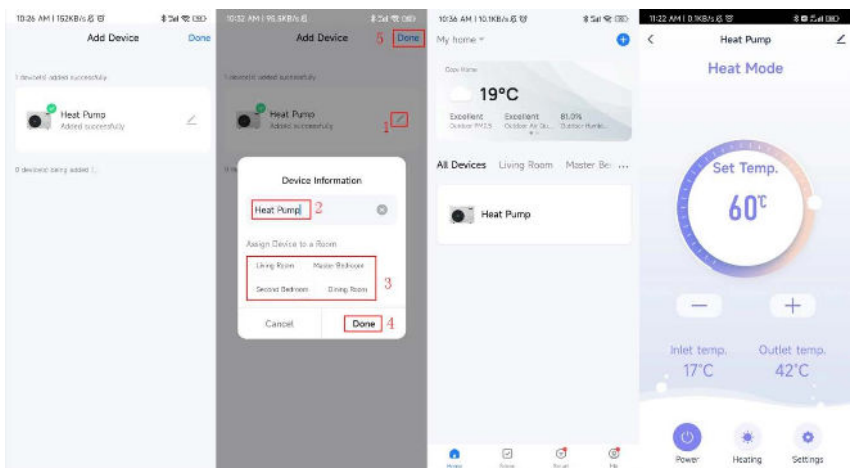 10:26 AM | 152KB/s
Add Device
Done
1 device(s) added successfully
Heat Pump
Added successfully
0 device(s) being added
10:32 AM | 95.5KB/s
Add Device
5
Done
1 device(s) added successfully
Heat Pump
Added successfully
1
Device Information
Heat Pump
2
Assign Device to a Room
Living Room
Master Bedroom
Second Bedroom
Dining Room
3
Cancel
Done
4
10:36 AM | 10.1KB/s
My home
19°C
Excellent
Excellent
81.0%
Outdoor PM2.5
Outdoor Air Qu...
Outdoor Humi...
All Devices
Living Room
Master Be
...
Heat Pump
Home
Me
11:22 AM | 0.1KB/s
Heat Pump
Heat Mode
Set Temp.
60℃
Inlet temp.
Outlet temp.
17°C
42°C
Power
Heating
Settings